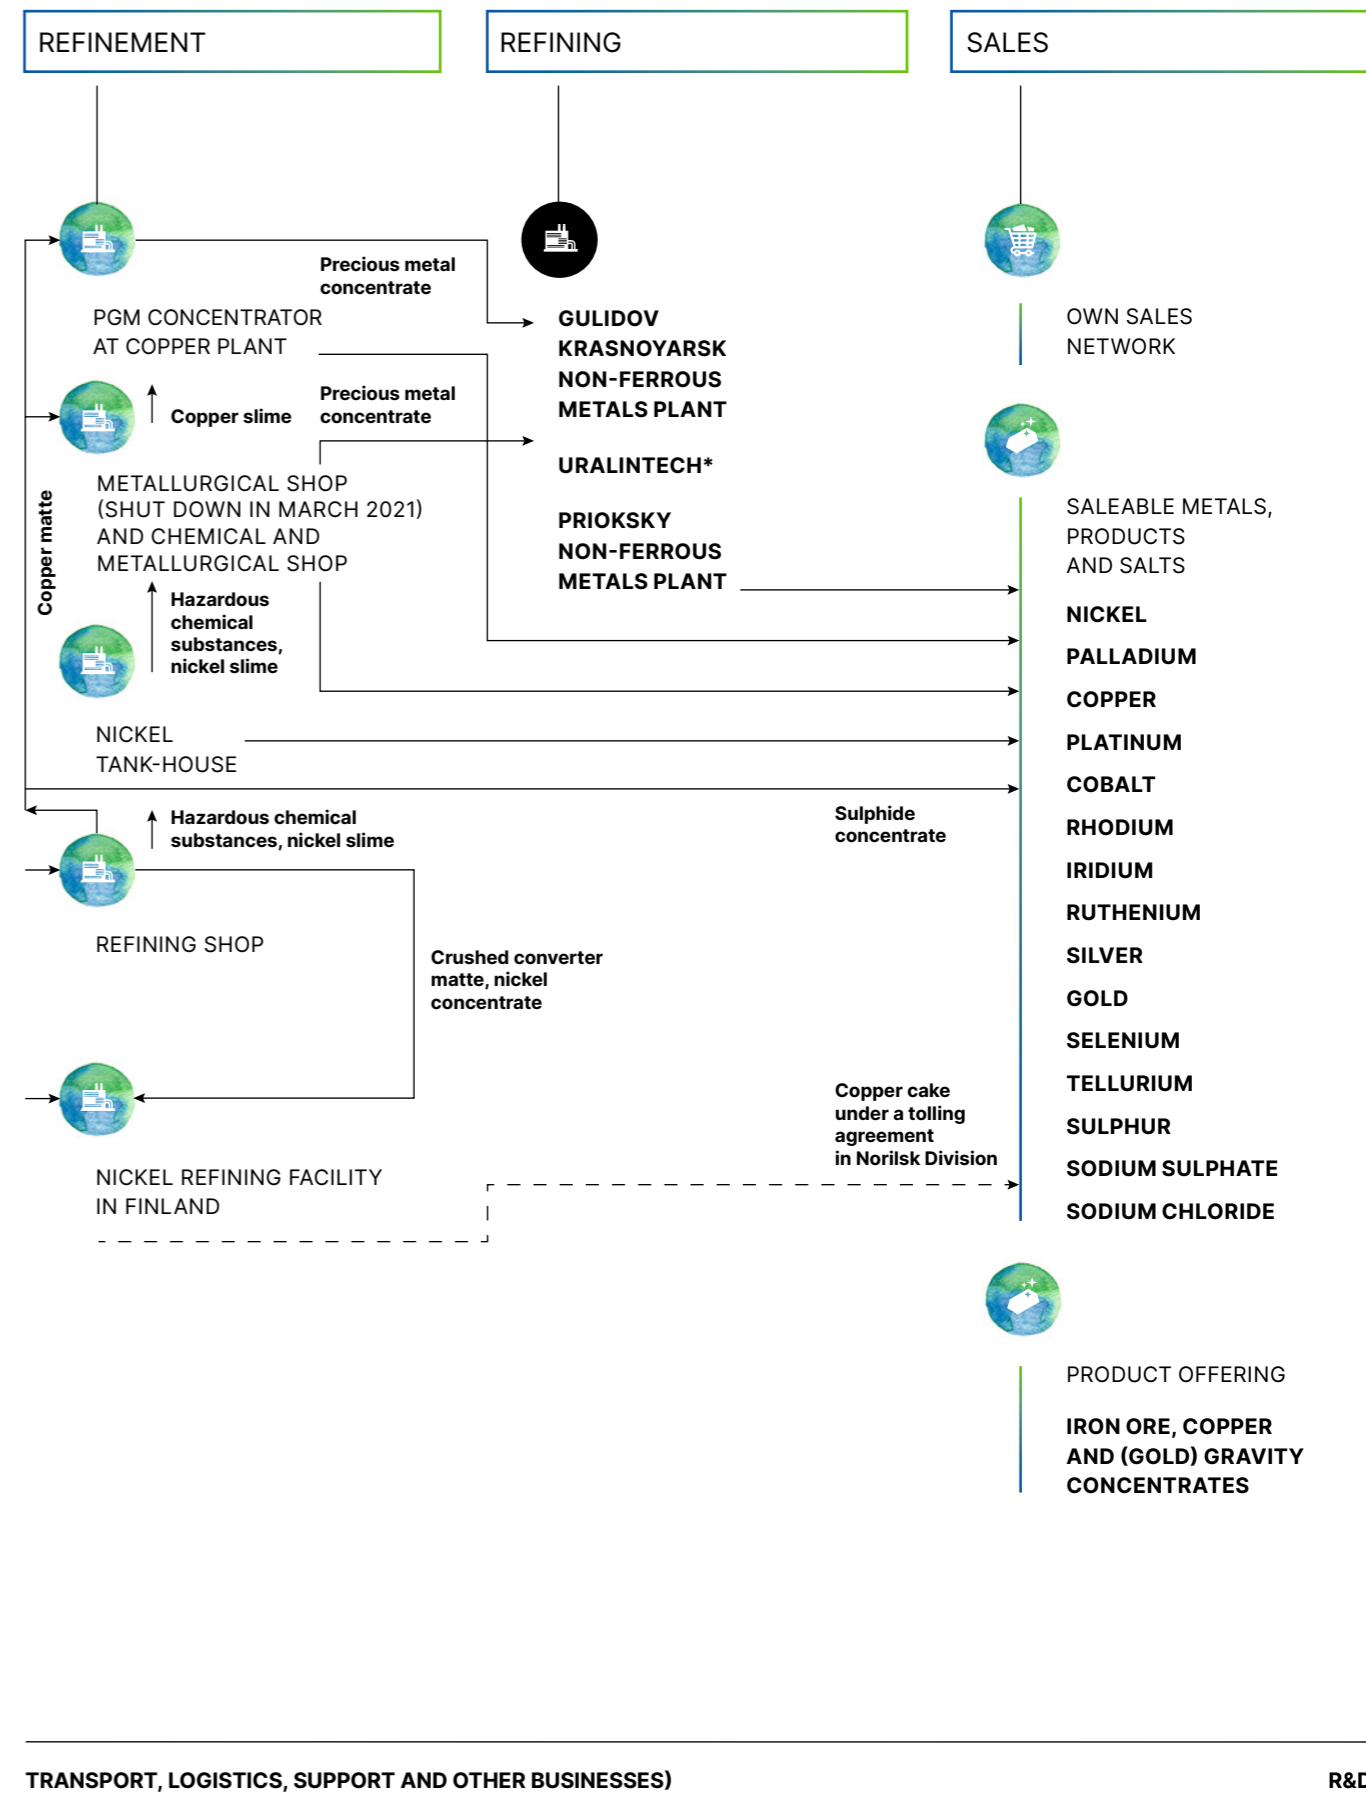 REFINEMENT
REFINING
SALES
Precious metal
concentrate
PGM CONCENTRATOR
AT COPPER PLANT
GULIDOV
KRASNOYARSK
NON-FERROUS
METALS PLANT
OWN SALES
NETWORK
Copper slime
Precious metal
concentrate
URALINTECH*
METALLURGICAL SHOP
(SHUT DOWN IN MARCH 2021)
AND CHEMICAL AND
METALLURGICAL SHOP
PRIOKSKY
NON-FERROUS
METALS PLANT
Copper matte
Hazardous
chemical
substances,
nickel slime
NICKEL
TANK-HOUSE
Hazardous chemical
substances, nickel slime
Sulphide
concentrate
REFINING SHOP
Crushed converter
matte, nickel
concentrate
Copper cake
under a tolling
agreement
in Norilsk Division
NICKEL REFINING FACILITY
IN FINLAND
SALEABLE METALS,
PRODUCTS
AND SALTS
NICKEL
PALLADIUM
COPPER
PLATINUM
COBALT
RHODIUM
IRIDIUM
RUTHENIUM
SILVER
GOLD
SELENIUM
TELLURIUM
SULPHUR
SODIUM SULPHATE
SODIUM CHLORIDE
PRODUCT OFFERING
IRON ORE, COPPER
AND (GOLD) GRAVITY
CONCENTRATES
TRANSPORT, LOGISTICS, SUPPORT AND OTHER BUSINESSES)
R&D